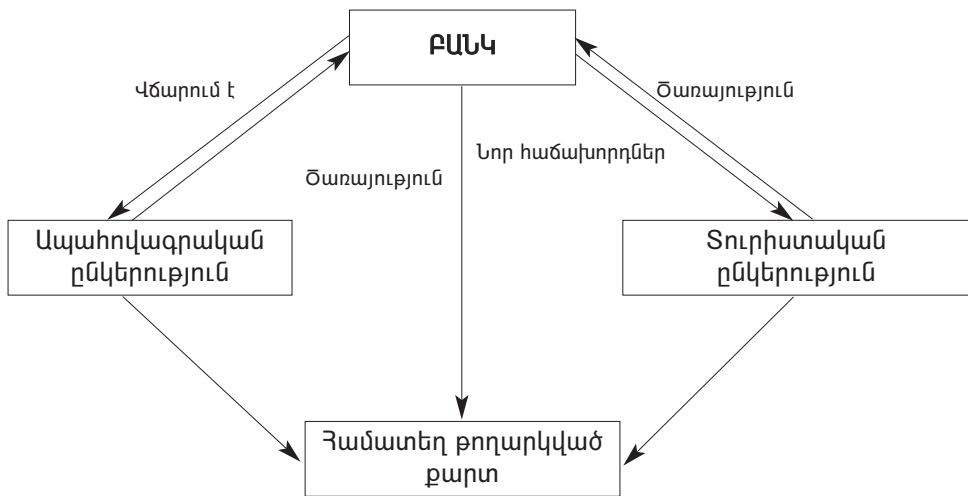 ԲԱՆԿ
Վճարում է
Ծառայություն
Նոր հաճախորդներ
Ծառայություն
Ապահովագրական
ընկերություն
Տուրիստական
ընկերություն
Համատեղ թողարկված
քարտ